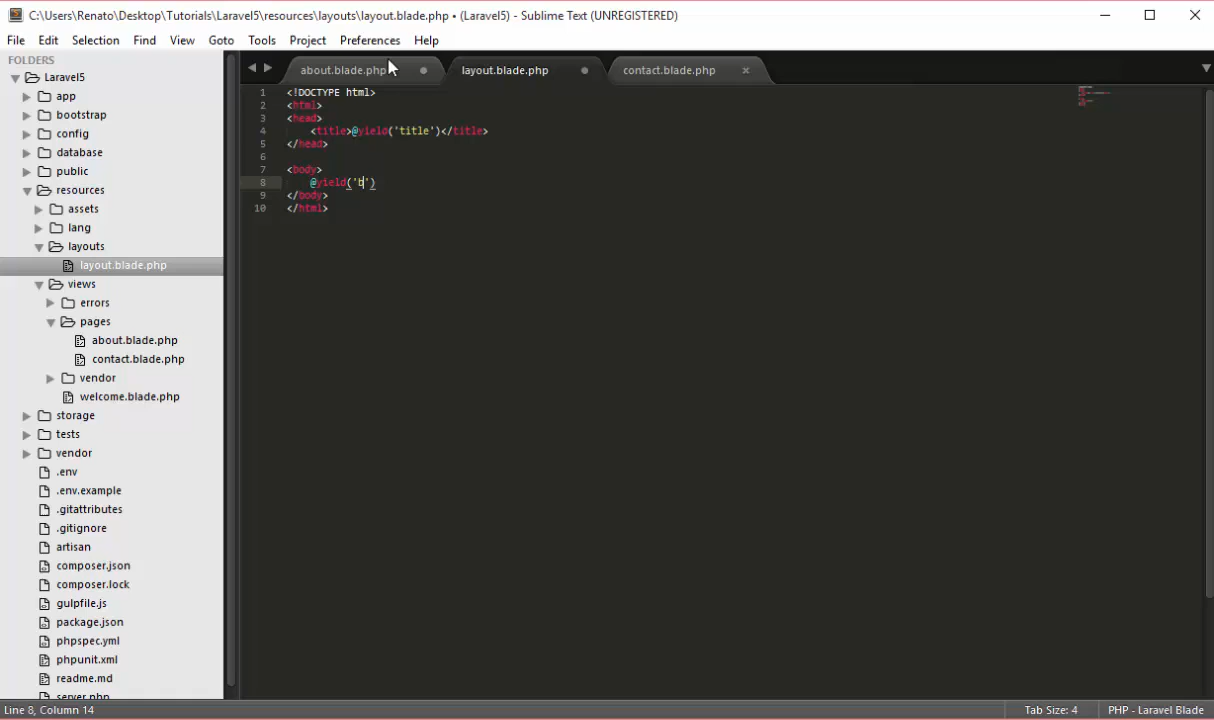 C:\Users\Renato\Desktop\Tutorials\Laravel5\resources\layouts\layout.blade.php • (Laravel5) - Sublime Text (UNREGISTERED)
File Edit Selection Find View Goto Tools Project Preferences Help
FOLDERS
Laravel5
app
bootstrap
config
database
public
resources
assets
lang
layouts
layout.blade.php
views
errors
pages
about.blade.php
contact.blade.php
vendor
welcome.blade.php
storage
tests
vendor
.env
.env.example
.gitattributes
.gitignore
artisan
composer.json
composer.lock
gulpfile.js
package.json
phpspec.yml
phpunit.xml
readme.md
server.php
about.blade.php layout.blade.php contact.blade.php
1 <!DOCTYPE html>
2 <html>
3 <head>
4 <title>@yield('title')</title>
5 </head>
6
7 <body>
8 @yield('b')
9 </body>
10 </html>
Line 8, Column 14 Tab Size: 4 PHP - Laravel Blade